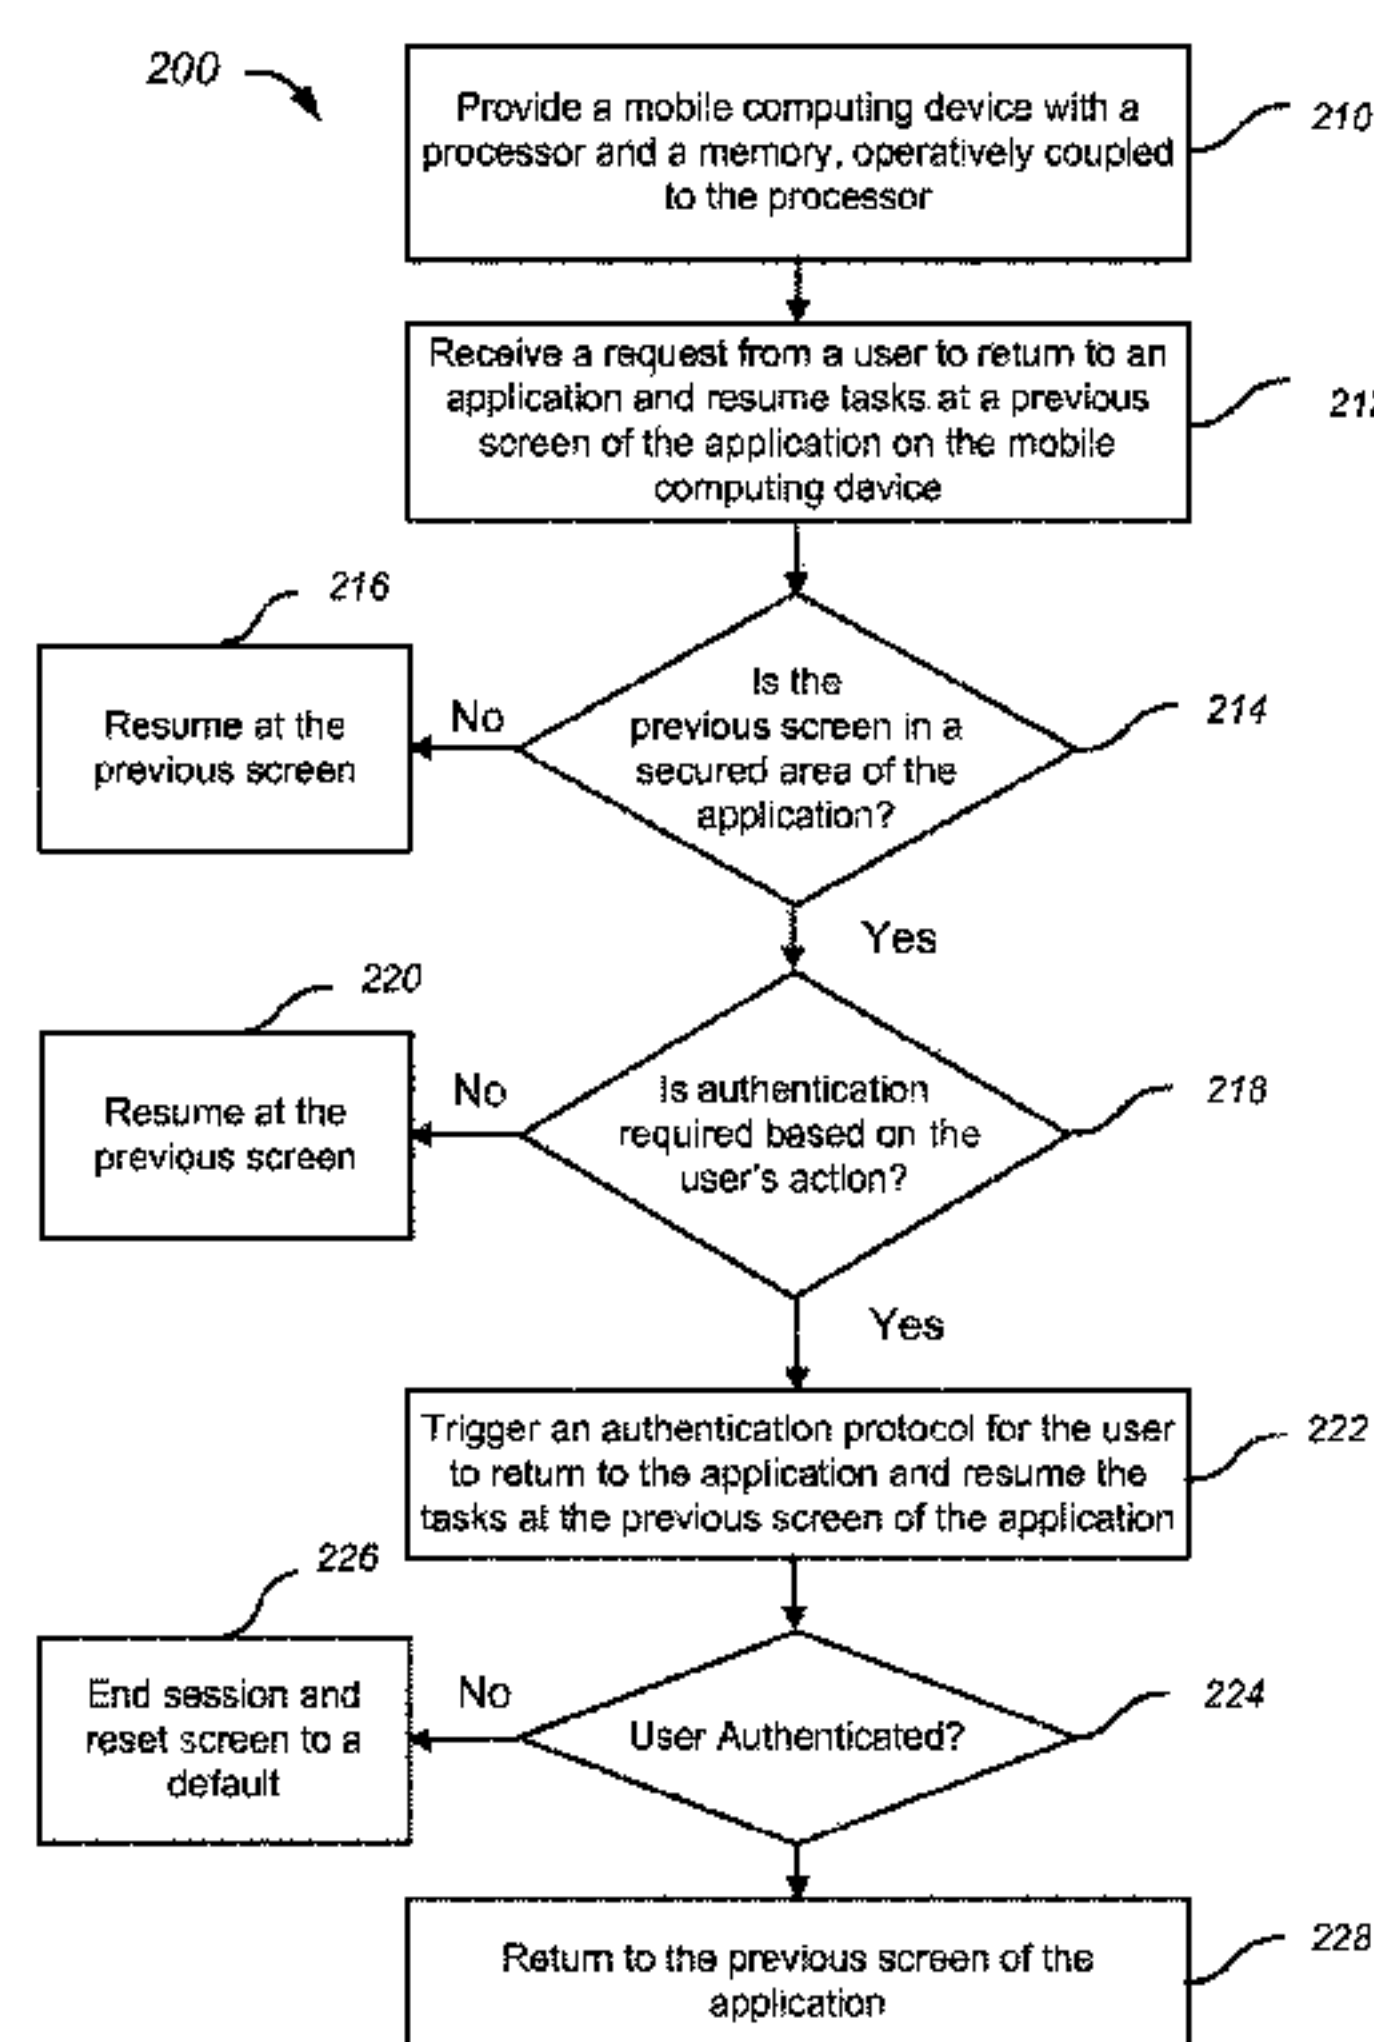 200
Provide a mobile computing device with a
processor and a memory, operatively coupled
to the processor
210
Receive a request from a user to return to an
application and resume tasks at a previous
screen of the application on the mobile
computing device
212
216
Resume at the
previous screen
No
Is the
previous screen in a
secured area of the
application?
214
Yes
220
Resume at the
previous screen
No
Is authentication
required based on the
user's action?
218
Yes
Trigger an authentication protocol for the user
to return to the application and resume the
tasks at the previous screen of the application
222
226
End session and
reset screen to a
default
No
User Authenticated?
224
Return to the previous screen of the
application
228